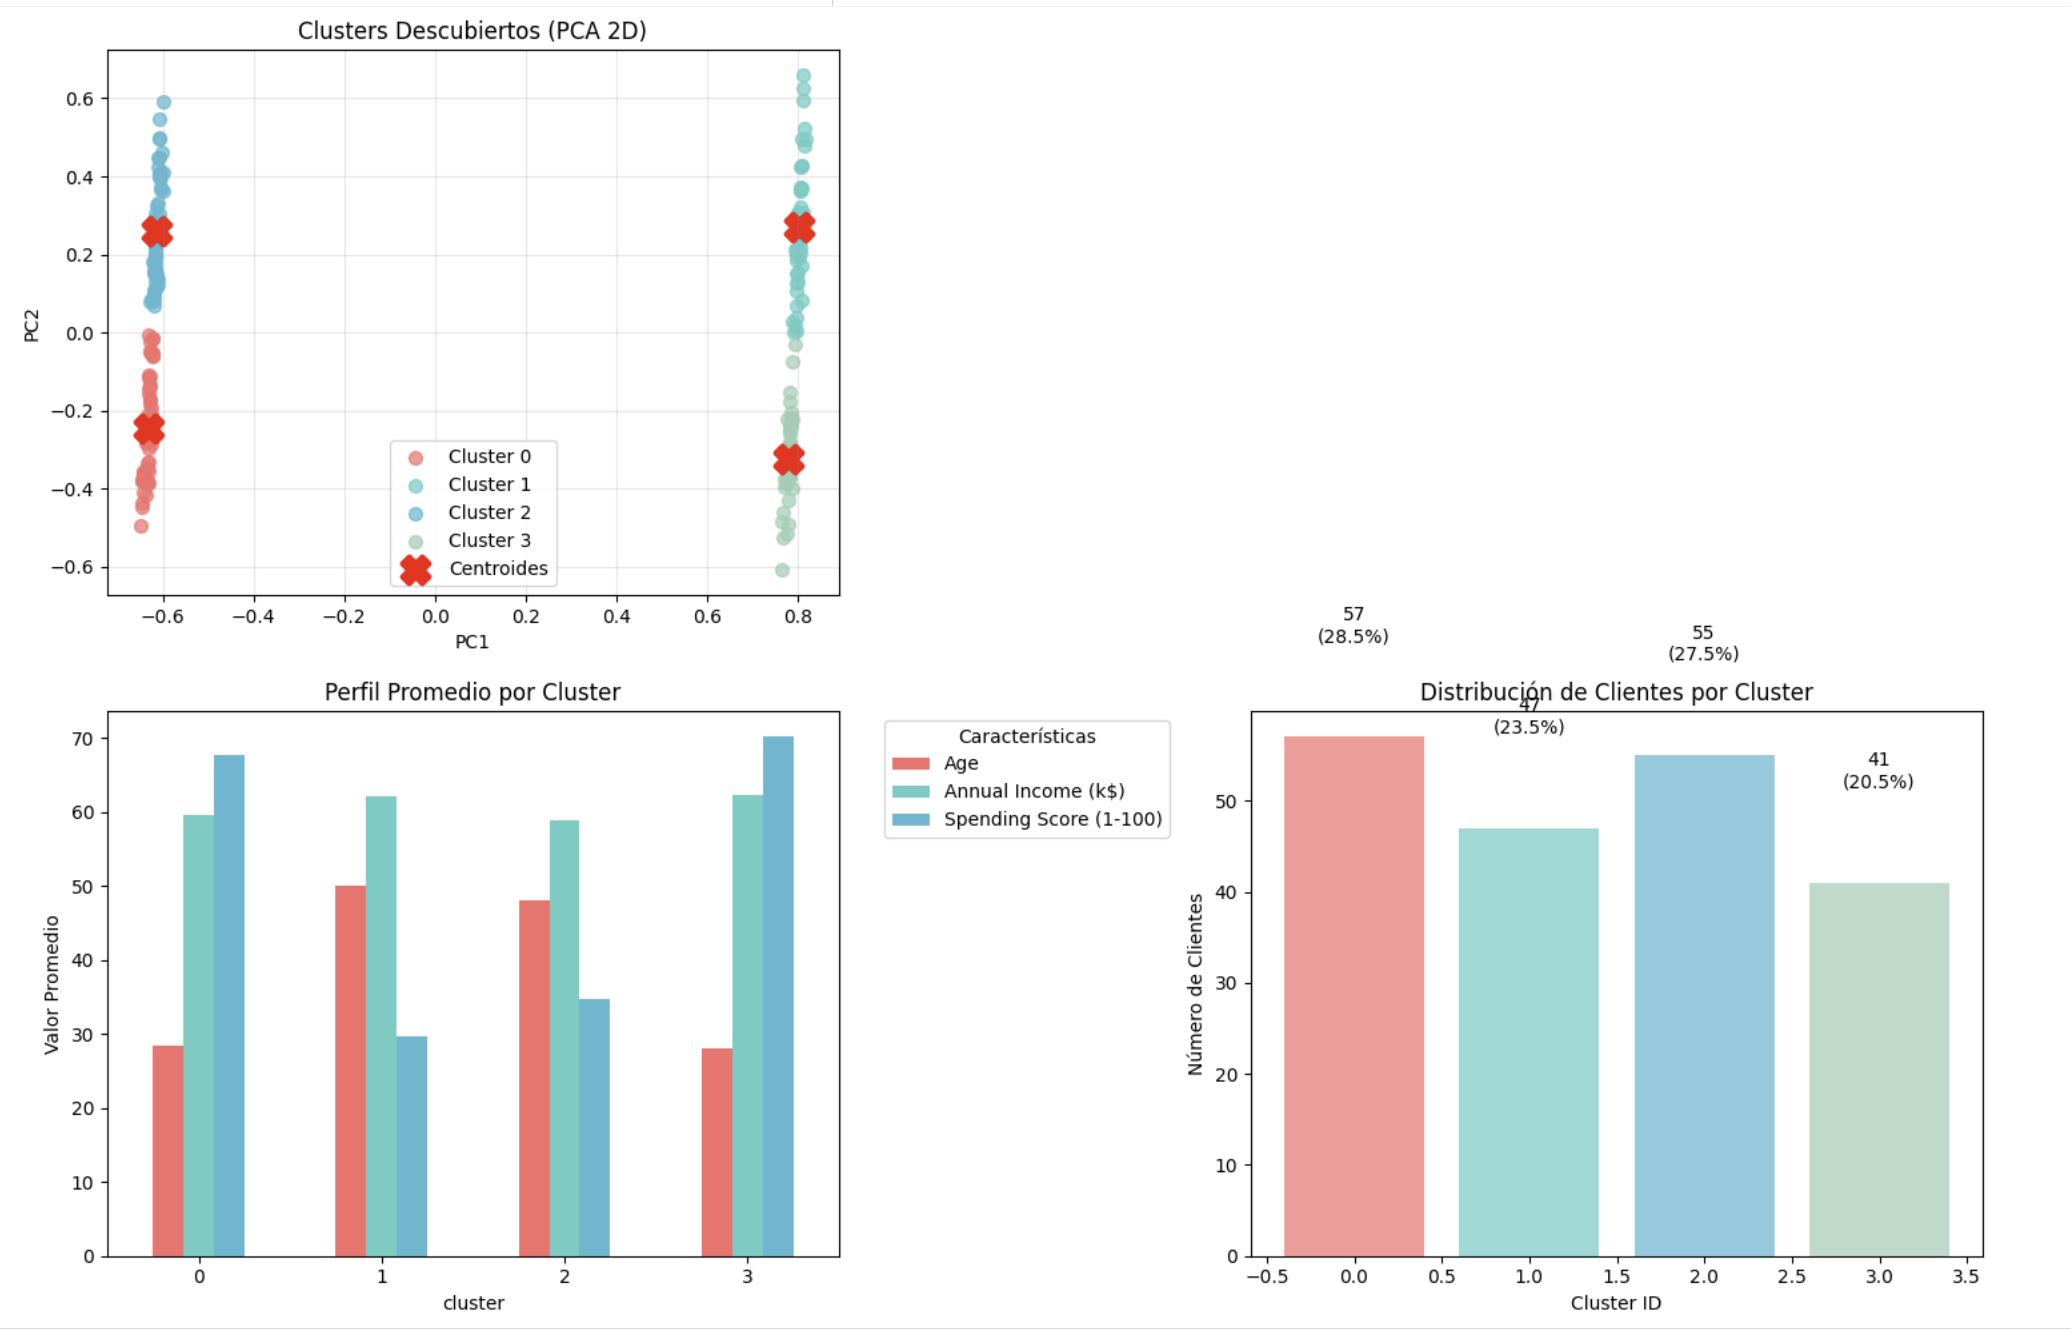 Clusters Descubiertos (PCA 2D)
PC2
0.6
0.4
0.2
0.0
−0.2
−0.4
−0.6
Cluster 0
Cluster 1
Cluster 2
Cluster 3
Centroides
−0.6 −0.4 −0.2 0.0 0.2 0.4 0.6 0.8
PC1
Perfil Promedio por Cluster
Valor Promedio
70
60
50
40
30
20
10
0
0 1 2 3
cluster
Características
Age
Annual Income (k$)
Spending Score (1-100)
57
(28.5%)
55
(27.5%)
Distribución de Clientes por Cluster
47
(23.5%)
41
(20.5%)
Número de Clientes
50
40
30
20
10
0
−0.5 0.0 0.5 1.0 1.5 2.0 2.5 3.0 3.5
Cluster ID